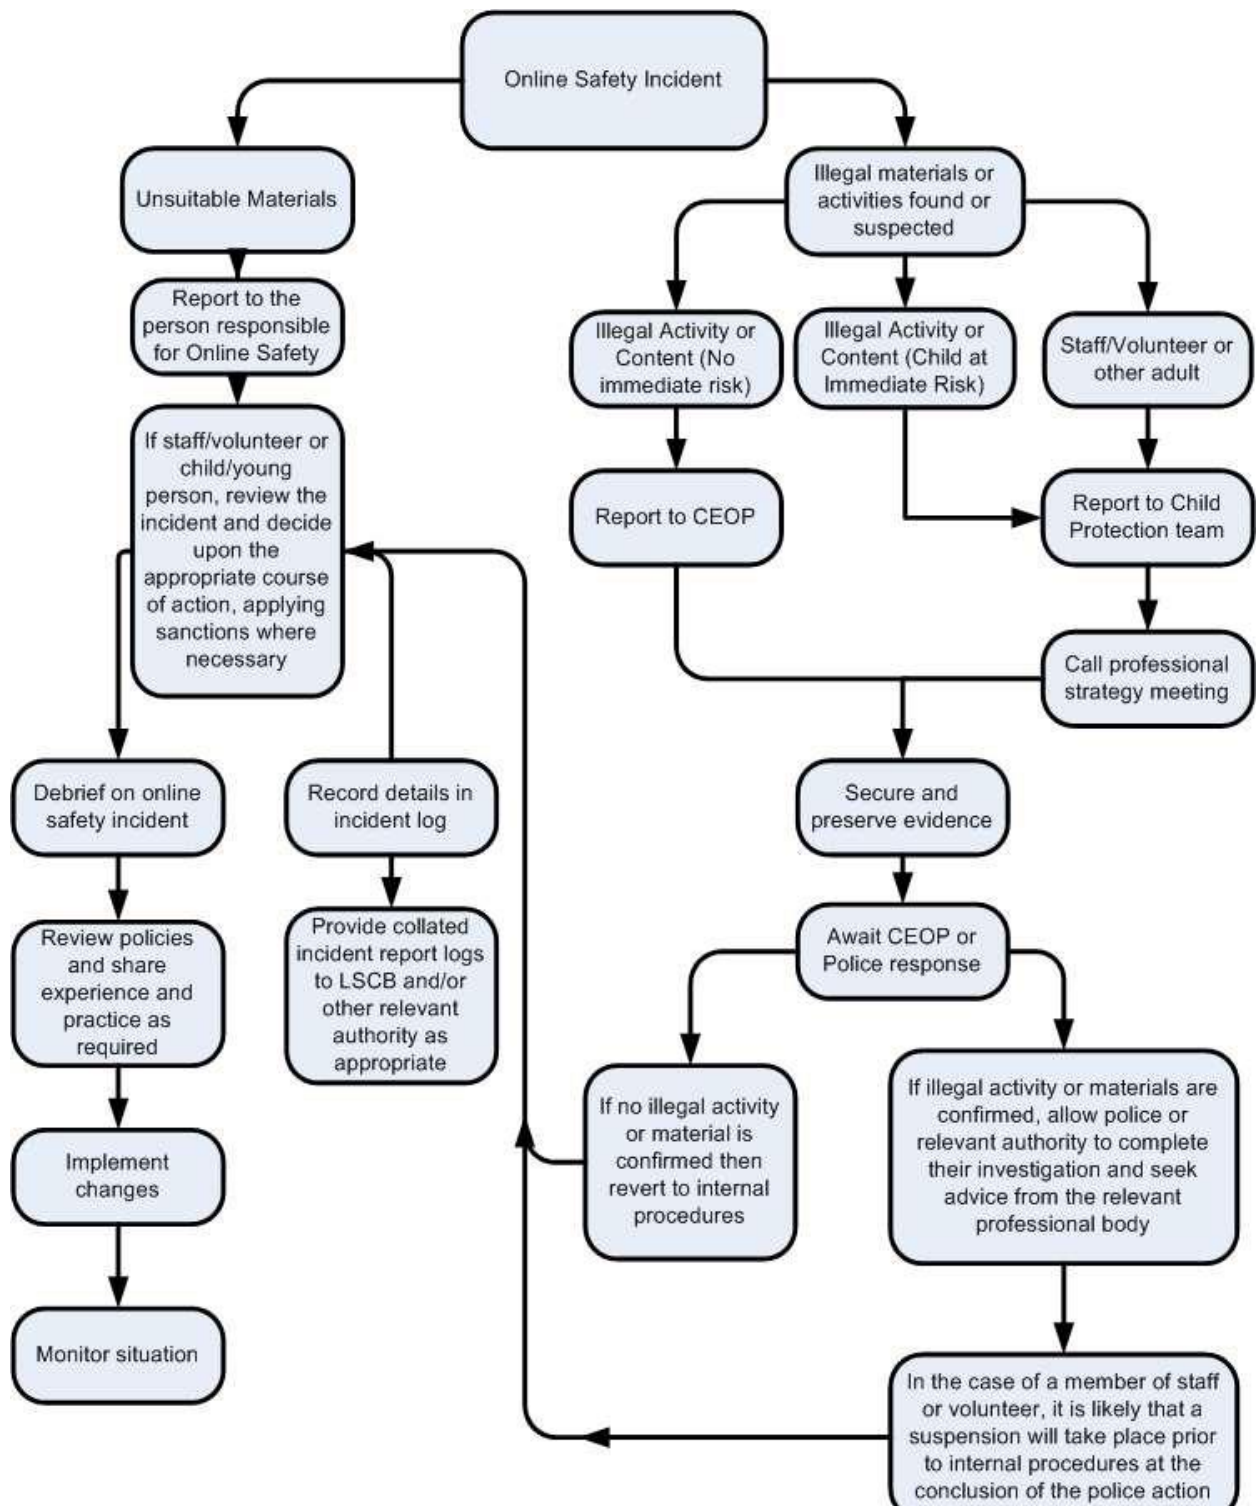 Online Safety Incident
Unsuitable Materials
Illegal materials or
activities found or
suspected
Report to the
person responsible
for Online Safety
Illegal Activity or
Content (No
immediate risk)
Illegal Activity or
Content (Child at
Immediate Risk)
Staff/Volunteer or
other adult
If staff/volunteer or
child/young
person, review the
incident and decide
upon the
appropriate course
of action, applying
sanctions where
necessary
Report to CEOP
Report to Child
Protection team
Call professional
strategy meeting
Debrief on online
safety incident
Record details in
incident log
Secure and
preserve evidence
Review policies
and share
experience and
practice as
required
Provide collated
incident report logs
to LSCB and/or
other relevant
authority as
appropriate
Await CEOP or
Police response
If no illegal activity
or material is
confirmed then
revert to internal
procedures
If illegal activity or materials are
confirmed, allow police or
relevant authority to complete
their investigation and seek
advice from the relevant
professional body
Implement
changes
Monitor situation
In the case of a member of staff
or volunteer, it is likely that a
suspension will take place prior
to internal procedures at the
conclusion of the police action